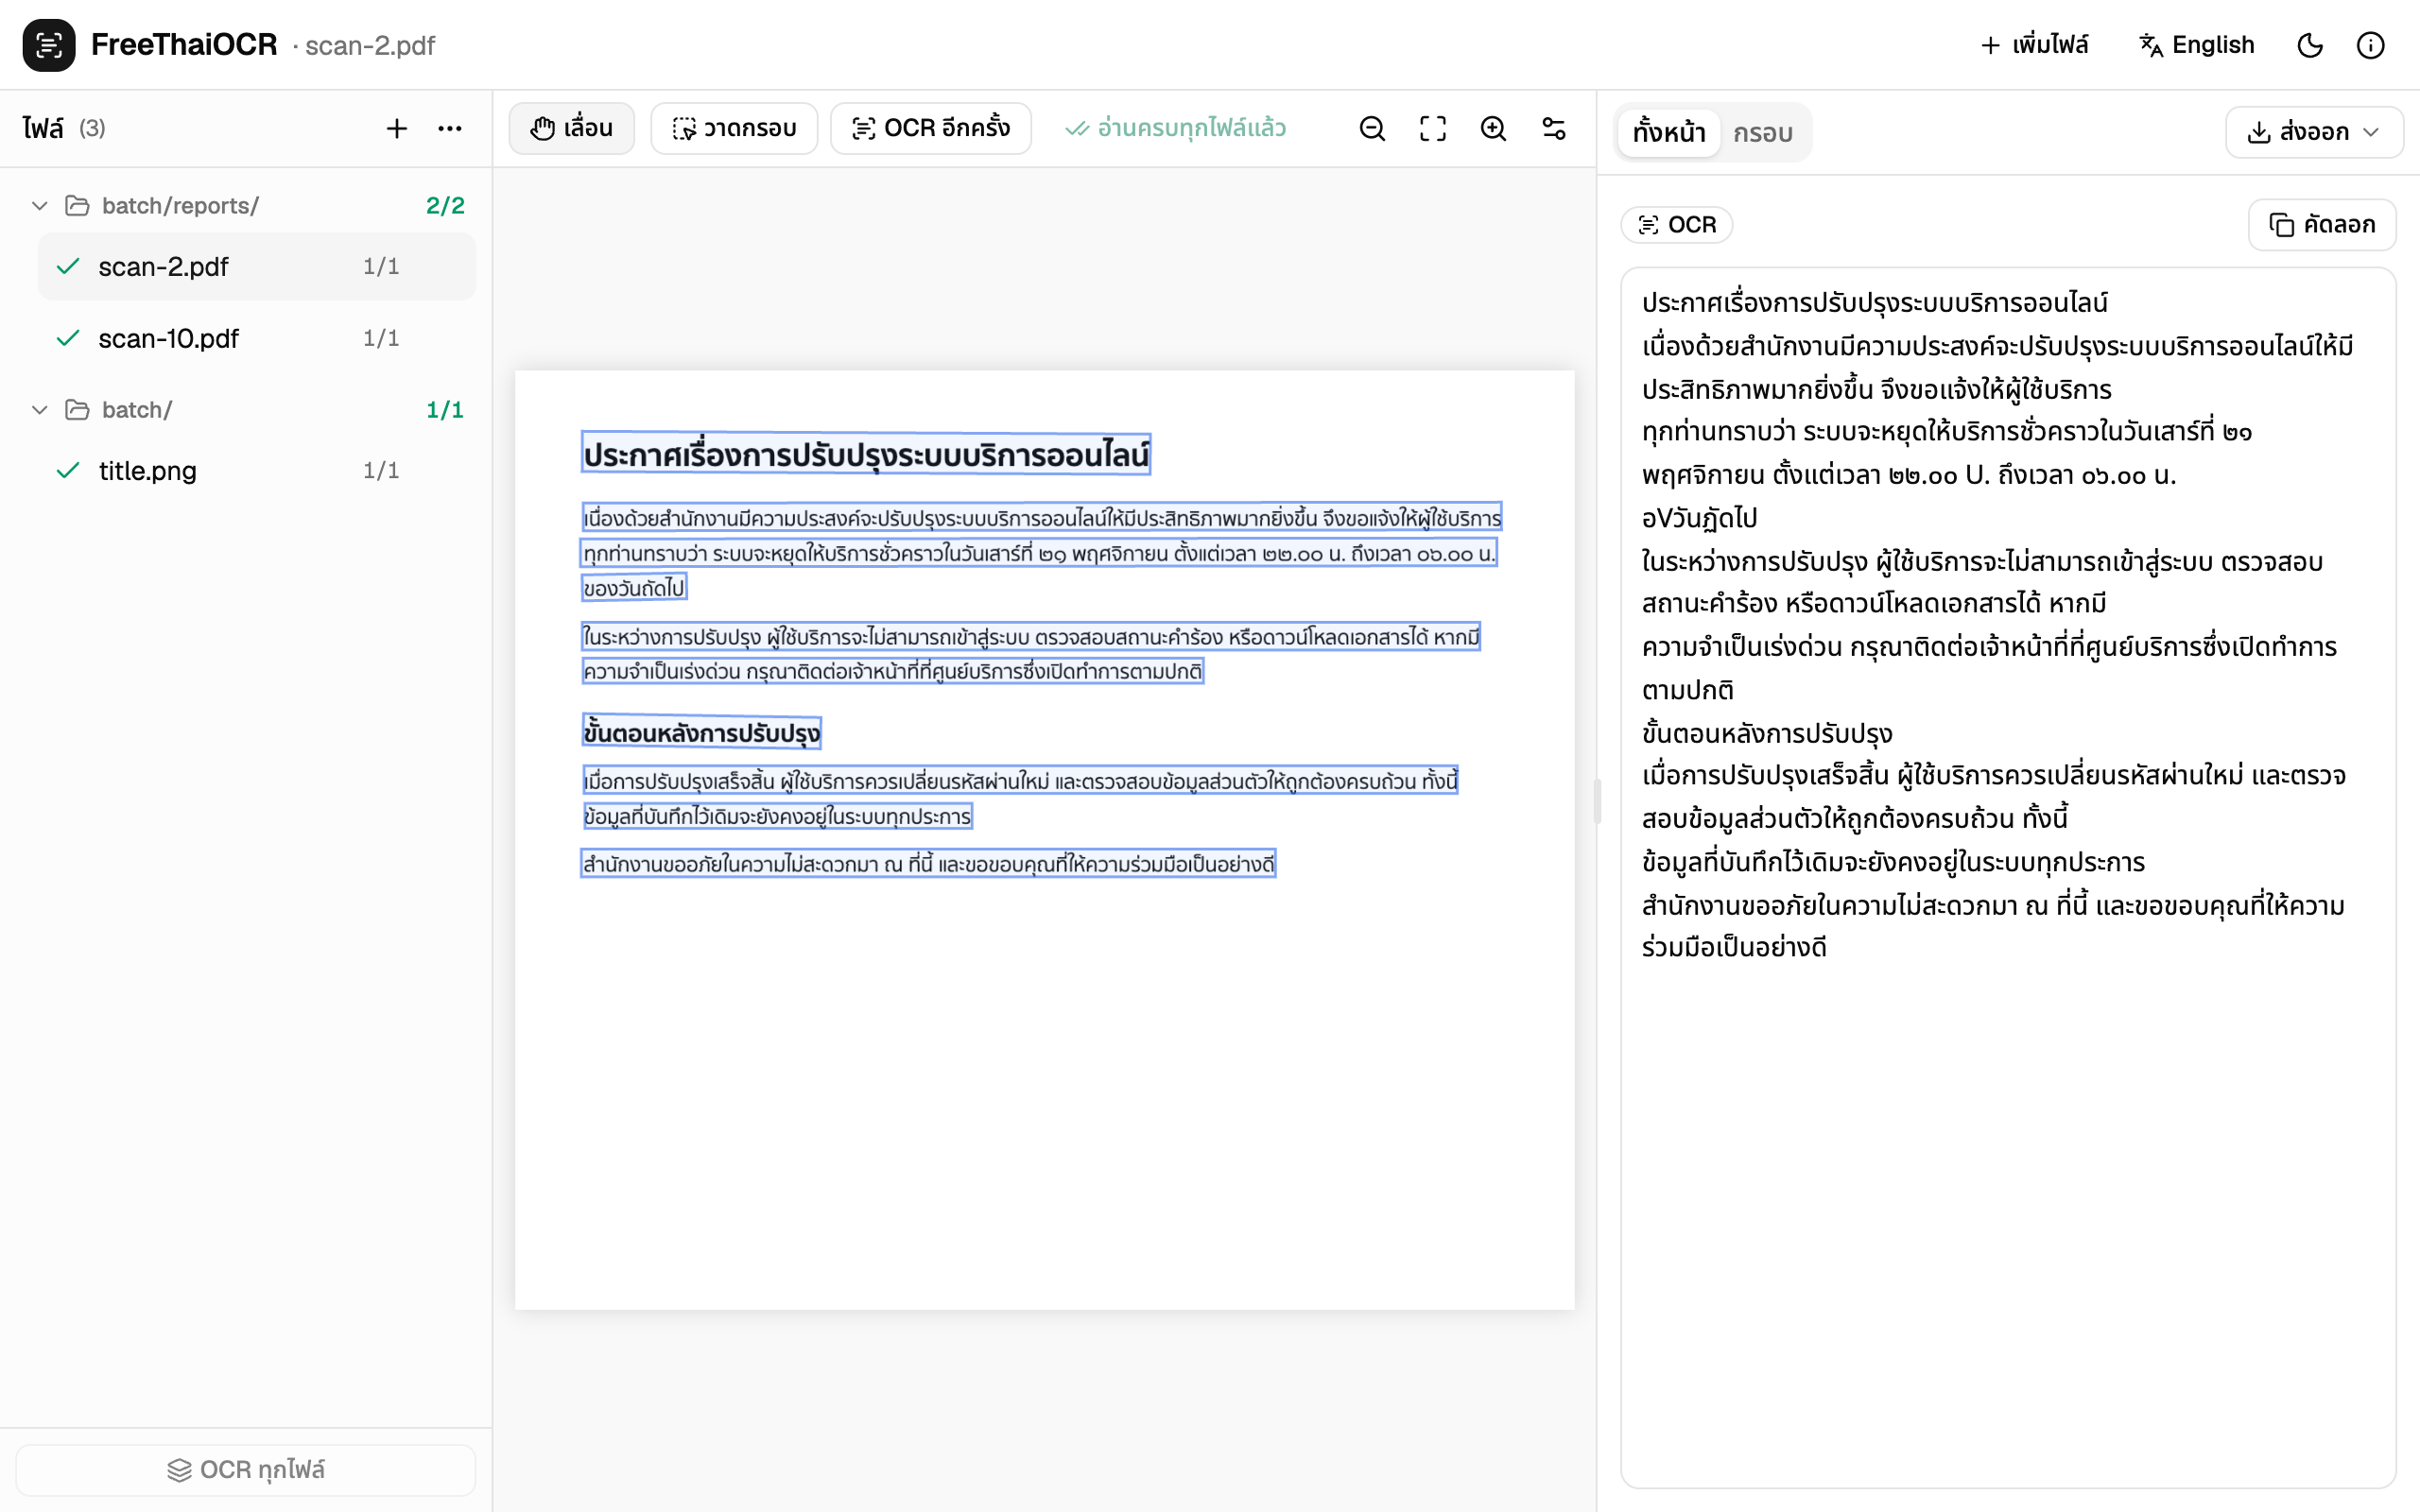 FreeThaiOCR · scan-2.pdf
เพิ่มไฟล์
English
ไฟล์ (3)
batch/reports/ 2/2
scan-2.pdf 1/1
scan-10.pdf 1/1
batch/ 1/1
title.png 1/1
OCR ทุกไฟล์
เลื่อน
วาดกรอบ
OCR อีกครั้ง
อ่านครบทุกไฟล์แล้ว
ประกาศเรื่องการปรับปรุงระบบบริการออนไลน์
เนื่องด้วยสำนักงานมีความประสงค์จะปรับปรุงระบบบริการออนไลน์ให้มีประสิทธิภาพมากยิ่งขึ้น จึงขอแจ้งให้ผู้ใช้บริการ
ทุกท่านทราบว่า ระบบจะหยุดให้บริการชั่วคราวในวันเสาร์ที่ ๒๑ พฤศจิกายน ตั้งแต่เวลา ๒๒.๐๐ น. ถึงเวลา ๐๖.๐๐ น.
ของวันถัดไป
ในระหว่างการปรับปรุง ผู้ใช้บริการจะไม่สามารถเข้าสู่ระบบ ตรวจสอบสถานะคำร้อง หรือดาวน์โหลดเอกสารได้ หากมี
ความจำเป็นเร่งด่วน กรุณาติดต่อเจ้าหน้าที่ที่ศูนย์บริการซึ่งเปิดทำการตามปกติ
ขั้นตอนหลังการปรับปรุง
เมื่อการปรับปรุงเสร็จสิ้น ผู้ใช้บริการควรเปลี่ยนรหัสผ่านใหม่ และตรวจสอบข้อมูลส่วนตัวให้ถูกต้องครบถ้วน ทั้งนี้
ข้อมูลที่บันทึกไว้เดิมจะยังคงอยู่ในระบบทุกประการ
สำนักงานขออภัยในความไม่สะดวกมา ณ ที่นี้ และขอขอบคุณที่ให้ความร่วมมือเป็นอย่างดี
ทั้งหน้า
กรอบ
ส่งออก
OCR
คัดลอก
ประกาศเรื่องการปรับปรุงระบบบริการออนไลน์
เนื่องด้วยสำนักงานมีความประสงค์จะปรับปรุงระบบบริการออนไลน์ให้มี
ประสิทธิภาพมากยิ่งขึ้น จึงขอแจ้งให้ผู้ใช้บริการ
ทุกท่านทราบว่า ระบบจะหยุดให้บริการชั่วคราวในวันเสาร์ที่ ๒๑
พฤศจิกายน ตั้งแต่เวลา ๒๒.๐๐ U. ถึงเวลา ๐๖.๐๐ น.
อVวันฏัดไป
ในระหว่างการปรับปรุง ผู้ใช้บริการจะไม่สามารถเข้าสู่ระบบ ตรวจสอบ
สถานะคำร้อง หรือดาวน์โหลดเอกสารได้ หากมี
ความจำเป็นเร่งด่วน กรุณาติดต่อเจ้าหน้าที่ที่ศูนย์บริการซึ่งเปิดทำการ
ตามปกติ
ขั้นตอนหลังการปรับปรุง
เมื่อการปรับปรุงเสร็จสิ้น ผู้ใช้บริการควรเปลี่ยนรหัสผ่านใหม่ และตรวจ
สอบข้อมูลส่วนตัวให้ถูกต้องครบถ้วน ทั้งนี้
ข้อมูลที่บันทึกไว้เดิมจะยังคงอยู่ในระบบทุกประการ
สำนักงานขออภัยในความไม่สะดวกมา ณ ที่นี้ และขอขอบคุณที่ให้ความ
ร่วมมือเป็นอย่างดี